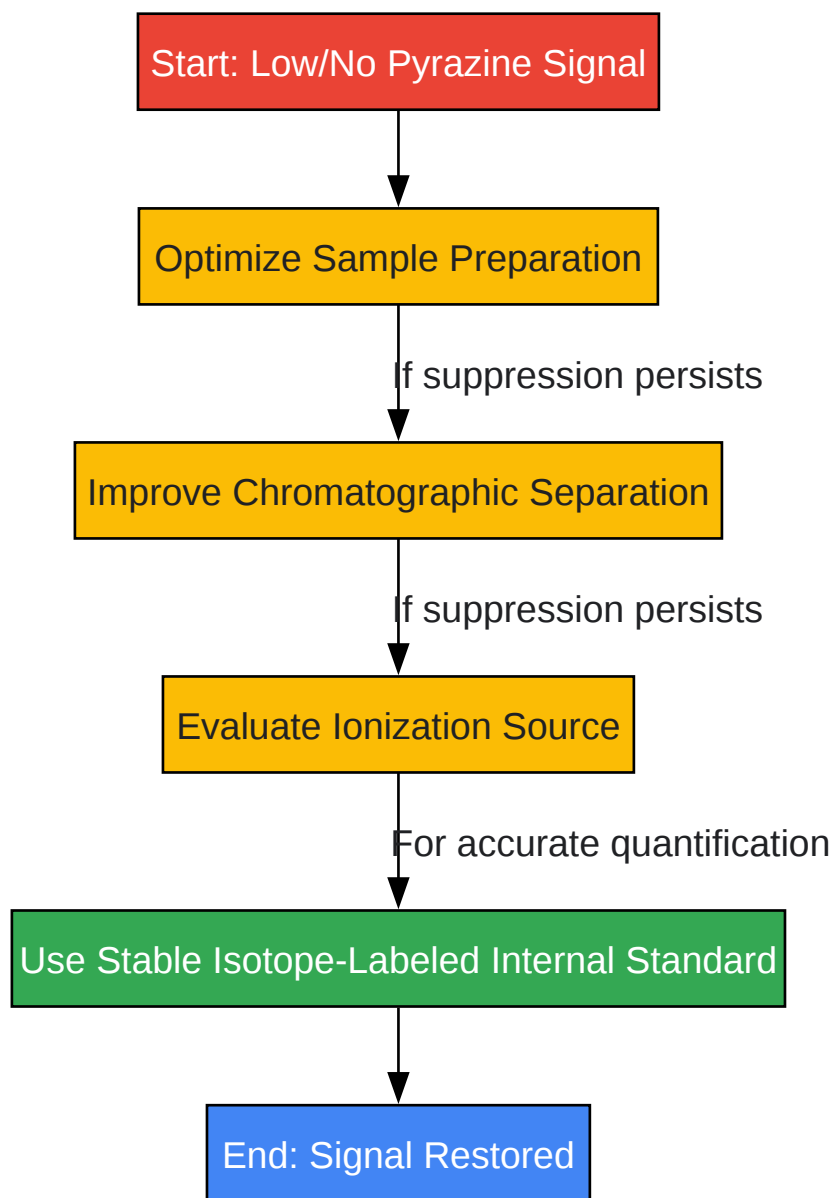 Start: Low/No Pyrazine Signal
Optimize Sample Preparation
If suppression persists
Improve Chromatographic Separation
If suppression persists
Evaluate Ionization Source
For accurate quantification
Use Stable Isotope-Labeled Internal Standard
End: Signal Restored